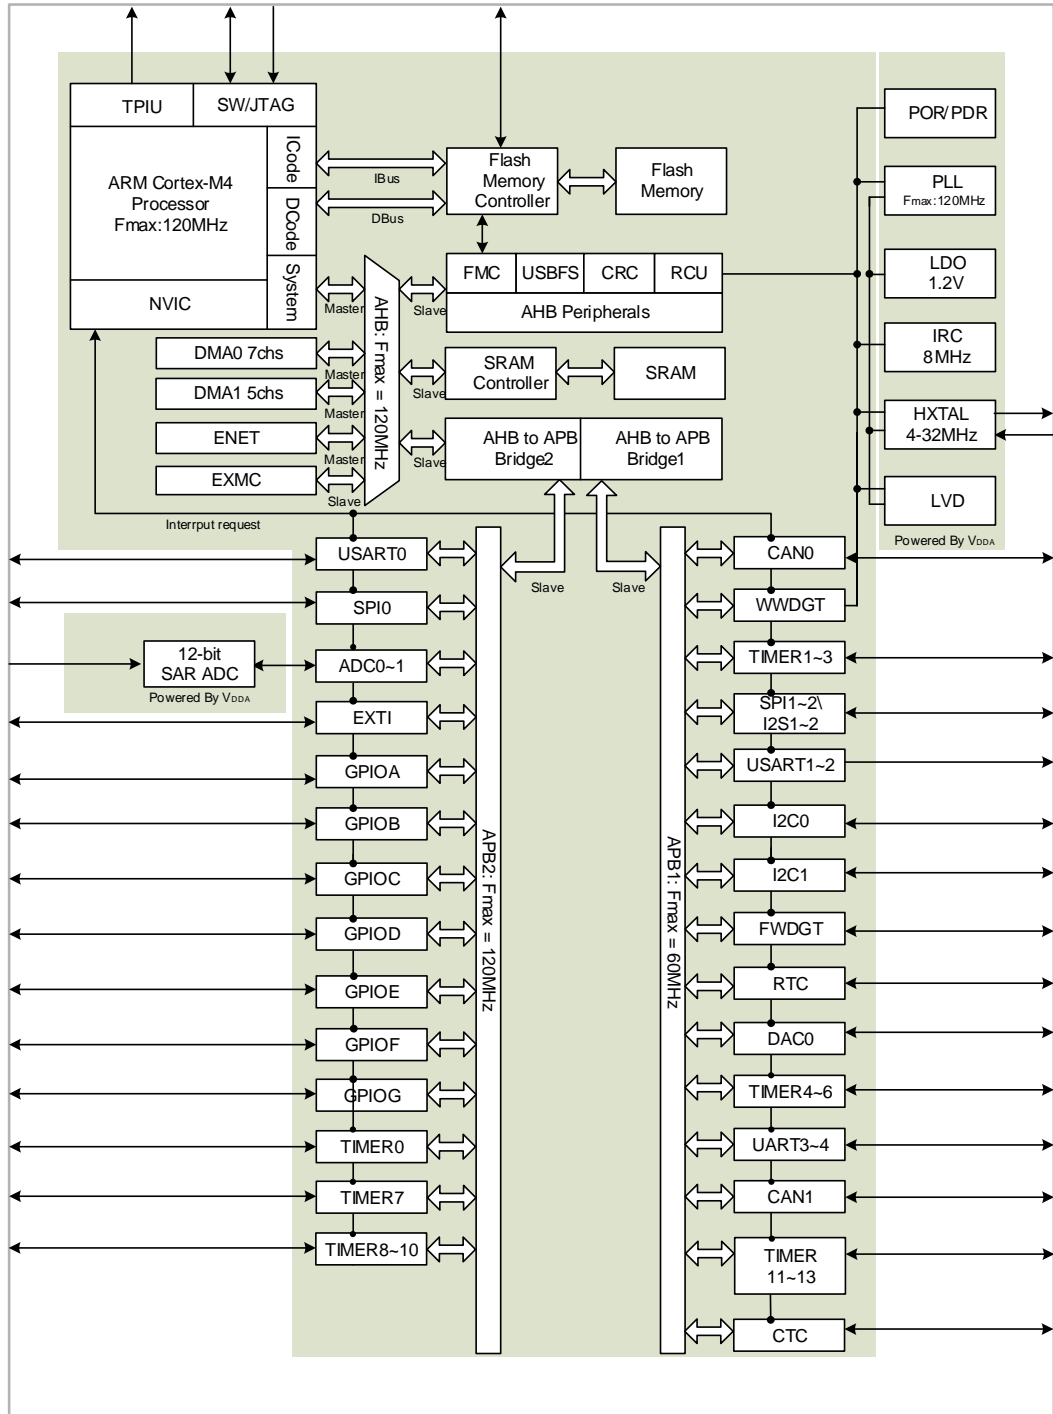 TPIU
SW/JTAG
ARM Cortex-M4
Processor
Fmax:120MHz
ICode
DCode
System
NVIC
IBus
DBus
Flash
Memory
Controller
Flash
Memory
POR/PDR
PLL
Fmax:120MHz
LDO
1.2V
IRC
8MHz
HXTAL
4-32MHz
LVD
Powered By VDDA
FMC
USBFS
CRC
RCU
AHB Peripherals
Master
Slave
AHB: Fmax = 120MHz
DMA0 7chs
Master
DMA1 5chs
Master
ENET
Master
EXMC
Slave
Slave
SRAM
Controller
SRAM
Slave
AHB to APB
Bridge2
AHB to APB
Bridge1
Interrput request
Slave
Slave
USART0
SPI0
12-bit
SAR ADC
Powered By VDDA
ADC0~1
EXTI
GPIOA
GPIOB
GPIOC
GPIOD
GPIOE
GPIOF
GPIOG
TIMER0
TIMER7
TIMER8~10
APB2: Fmax = 120MHz
APB1: Fmax = 60MHz
CAN0
WWDGT
TIMER1~3
SPI1~2\
I2S1~2
USART1~2
I2C0
I2C1
FWDGT
RTC
DAC0
TIMER4~6
UART3~4
CAN1
TIMER
11~13
CTC